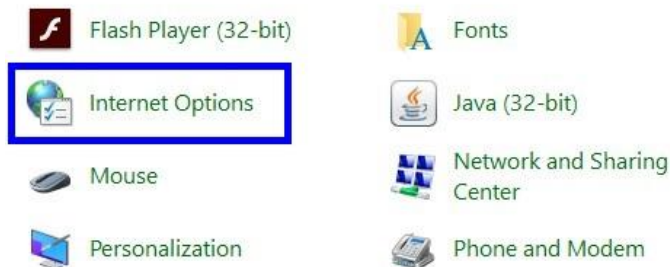 Flash Player (32-bit)
Fonts
Internet Options
Java (32-bit)
Mouse
Network and Sharing
Center
Personalization
Phone and Modem